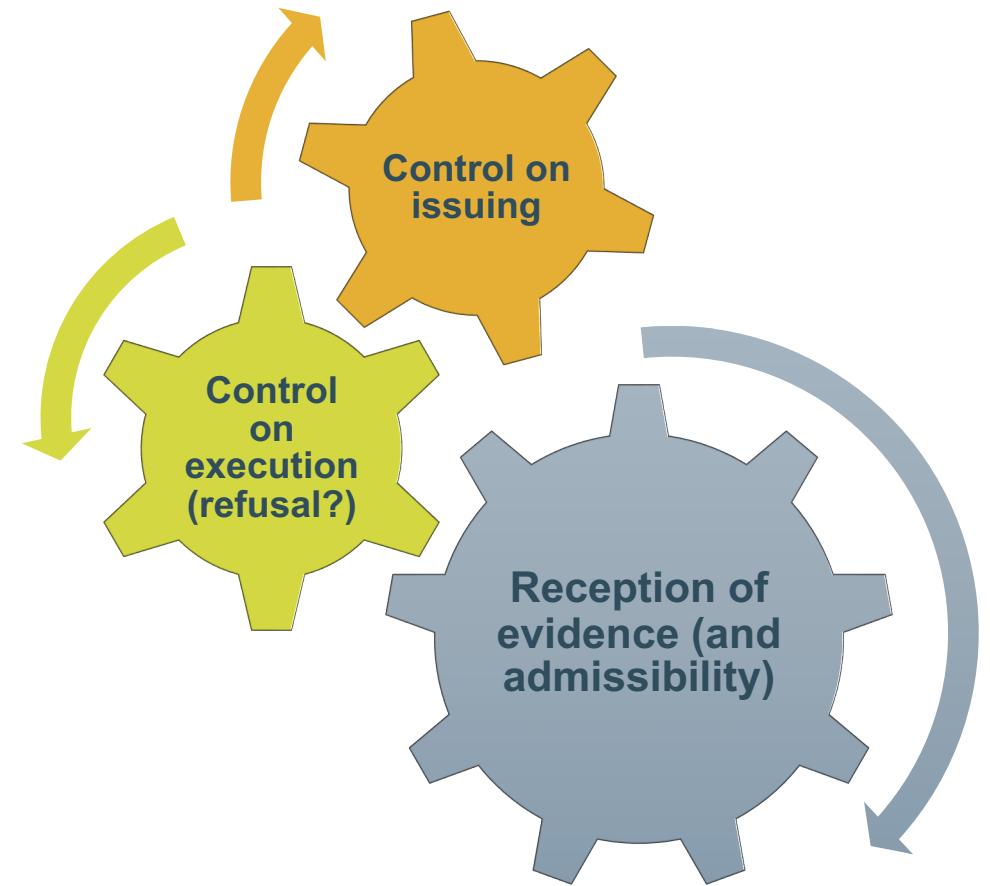 Control on
issuing
Control
on
execution
(refusal?)
Reception of
evidence (and
admissibility)